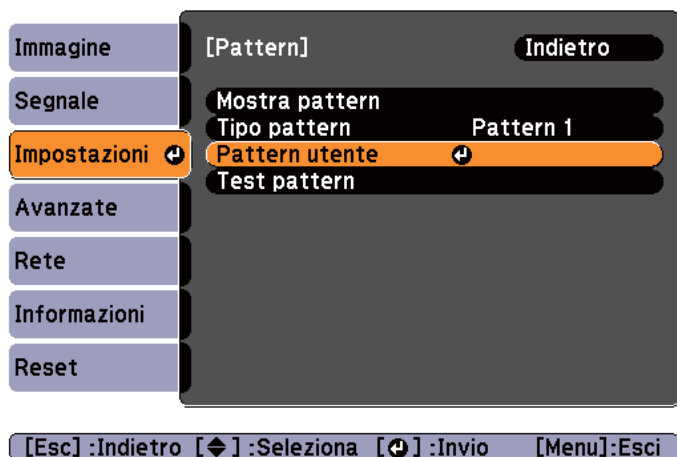 Immagine
Segnale
Impostazioni
Avanzate
Rete
Informazioni
Reset
[Pattern] Indietro
Mostra pattern
Tipo pattern Pattern 1
Pattern utente
Test pattern
[Esc] :Indietro [ ] :Seleziona [ ] :Invio [Menu]:Esci